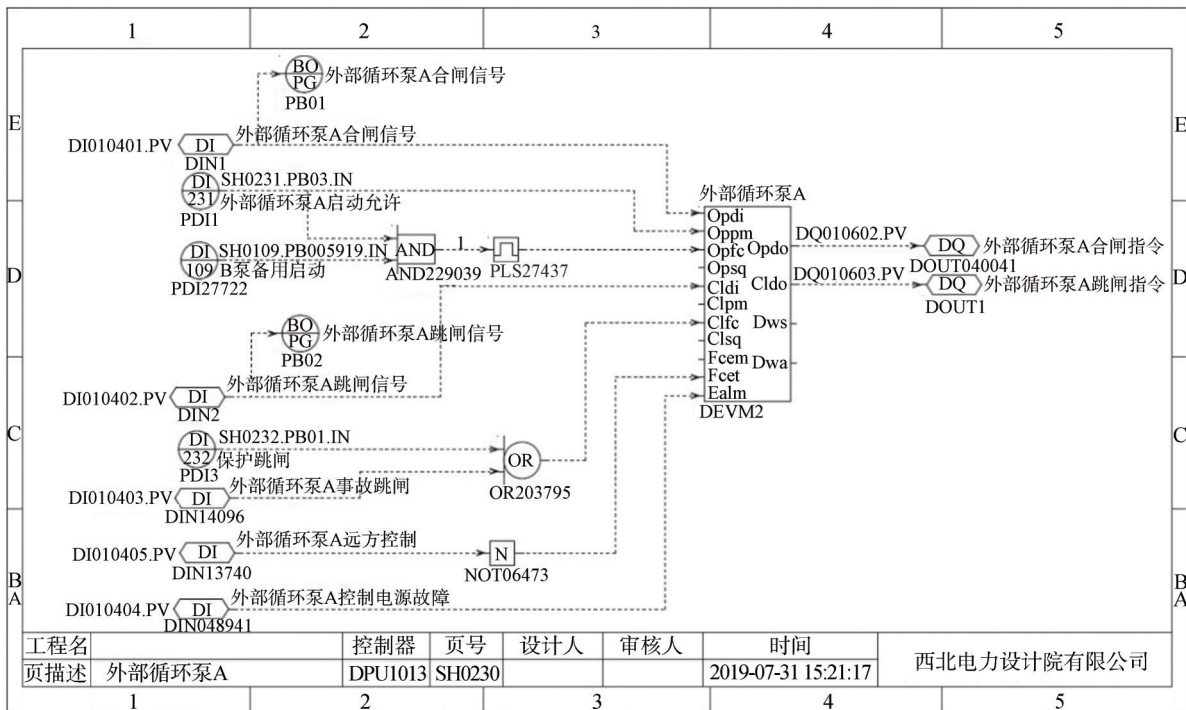 1 2 3 4 5
BO
PG
外部循环泵A合闸信号
PB01
E
E
DI010401.PV
DI
外部循环泵A合闸信号
DIN1
DI
231
SH0231.PB03.IN
外部循环泵A启动允许
PDI1
外部循环泵A
Opdi
Oppm
Opfc
Opsq
Cldi
Clpm
Clfc
Clsq
Fcem
Fcet
Ealm
Opdo
Cldo
Dws
Dwa
DEVM2
DQ010602.PV
DQ
外部循环泵A合闸指令
DOUT040041
DQ010603.PV
DQ
外部循环泵A跳闸指令
DOUT1
D
D
DI
109
SH0109.PB005919.IN
B泵备用启动
PDI27722
AND
1
AND229039
PLS27437
BO
PG
外部循环泵A跳闸信号
PB02
DI010402.PV
DI
外部循环泵A跳闸信号
DIN2
C
C
DI
232
SH0232.PB01.IN
保护跳闸
PDI3
OR
OR203795
DI010403.PV
DI
外部循环泵A事故跳闸
DIN14096
DI010405.PV
DI
外部循环泵A远方控制
DIN13740
N
NOT06473
B
A
B
A
DI010404.PV
DI
外部循环泵A控制电源故障
DIN048941
工程名 控制器 页号 设计人 审核人 时间 西北电力设计院有限公司
页描述 外部循环泵A DPU1013 SH0230 2019-07-31 15:21:17
1 2 3 4 5